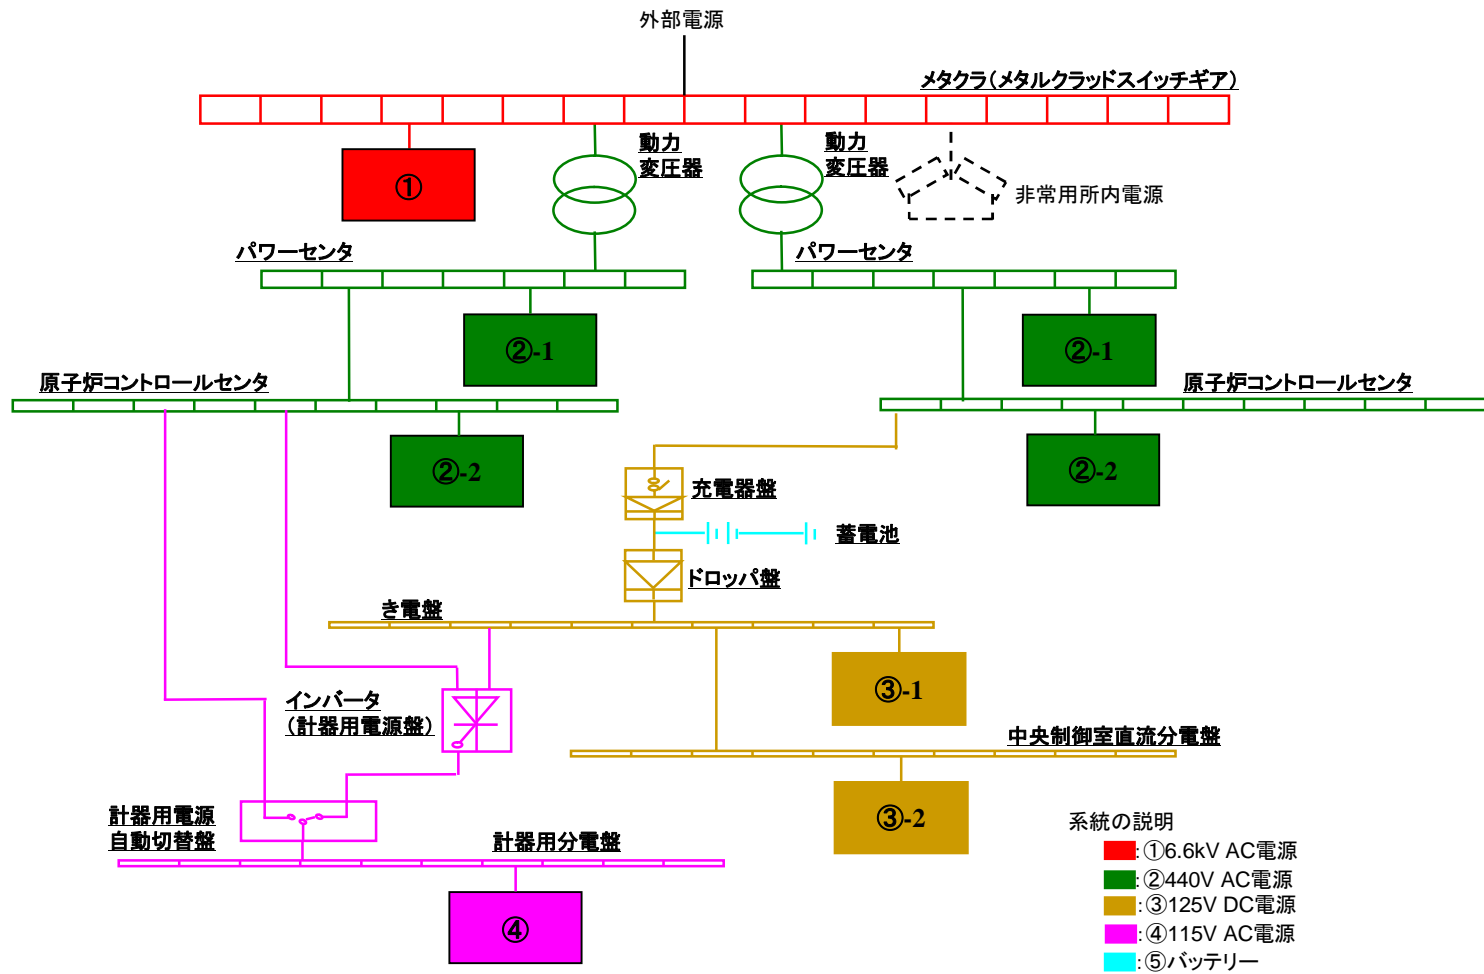 外部電源
メタクラ（メタルクラッドスイッチギア）
動力
変圧器
動力
変圧器
①
非常用所内電源
パワーセンタ
パワーセンタ
②-1
②-1
原子炉コントロールセンタ
原子炉コントロールセンタ
②-2
②-2
充電器盤
蓄電池
ドロッパ盤
き電盤
③-1
インバータ
（計器用電源盤）
中央制御室直流分電盤
計器用電源
自動切替盤
③-2
計器用分電盤
④
系統の説明
:①6.6kV AC電源
:②440V AC電源
:③125V DC電源
:④115V AC電源
:⑤バッテリー